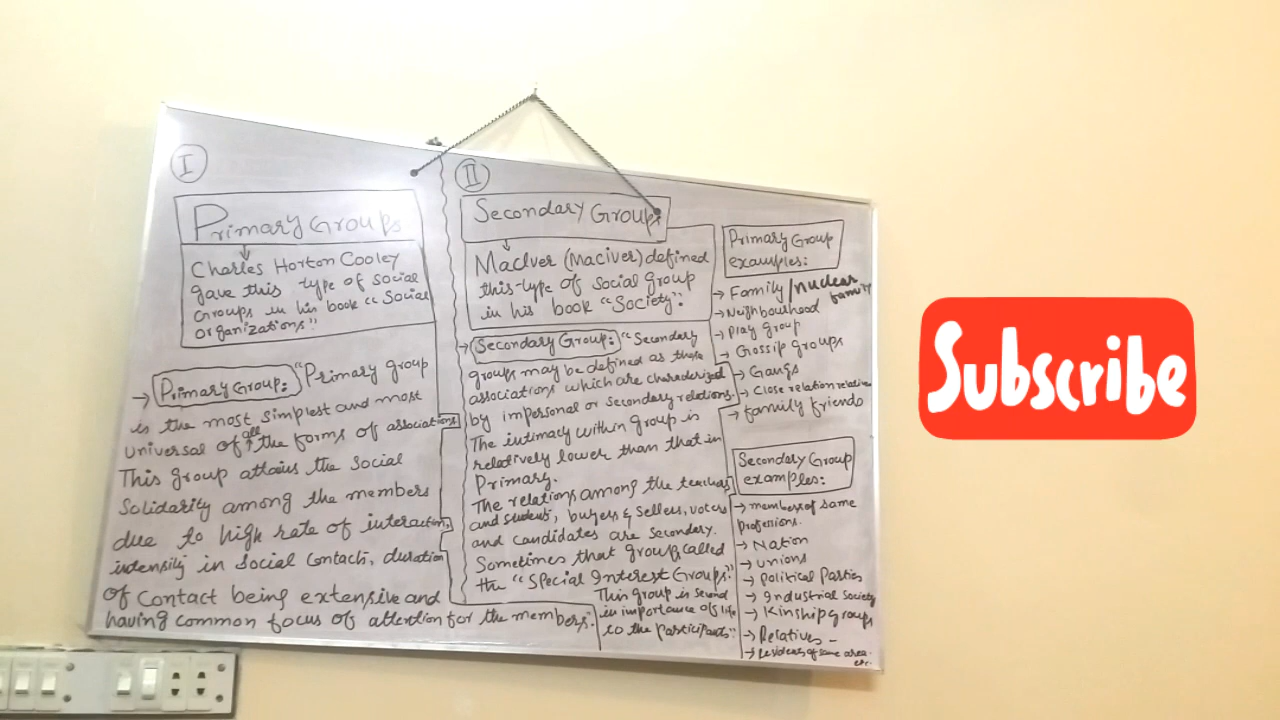 I
Primary Groups
Charles Horton Cooley
gave this type of social
groups in his book "Social
organizations"
→ Primary Group: "Primary group
is the most simplest and most
universal of all the forms of associations.
This group attains the social
Solidarity among the members
due to high rate of interaction,
intensity in social contacts, duration
of contact being extensive and
having common focus of attention for the members."
II
Secondary Groups
MacIver (Maciver) defined
this type of social group
in his book "Society":
→ Secondary Group: "Secondary
groups may be defined as those
associations which are characterized
by impersonal or secondary relations.
The intimacy within group is
relatively lower than that in
Primary.
The relations among the teachers
and students, buyers & sellers, voters
and candidates are secondary.
Sometimes that group called
the "Special Interest Groups."
This group is second
in importance of life
to the participants"
Primary Group
examples:
→ Family/nuclear family
→ Neighbourhood
→ Play group
→ Gossip groups
→ Gangs
→ Close relation relative
→ family friends
Secondary Group
examples:
→ members of same
professions.
→ Nation
→ unions
→ political Parties
→ Industrial Society
→ Kinship groups
→ Relatives -
→ residents of same area.
etc.
Subscribe